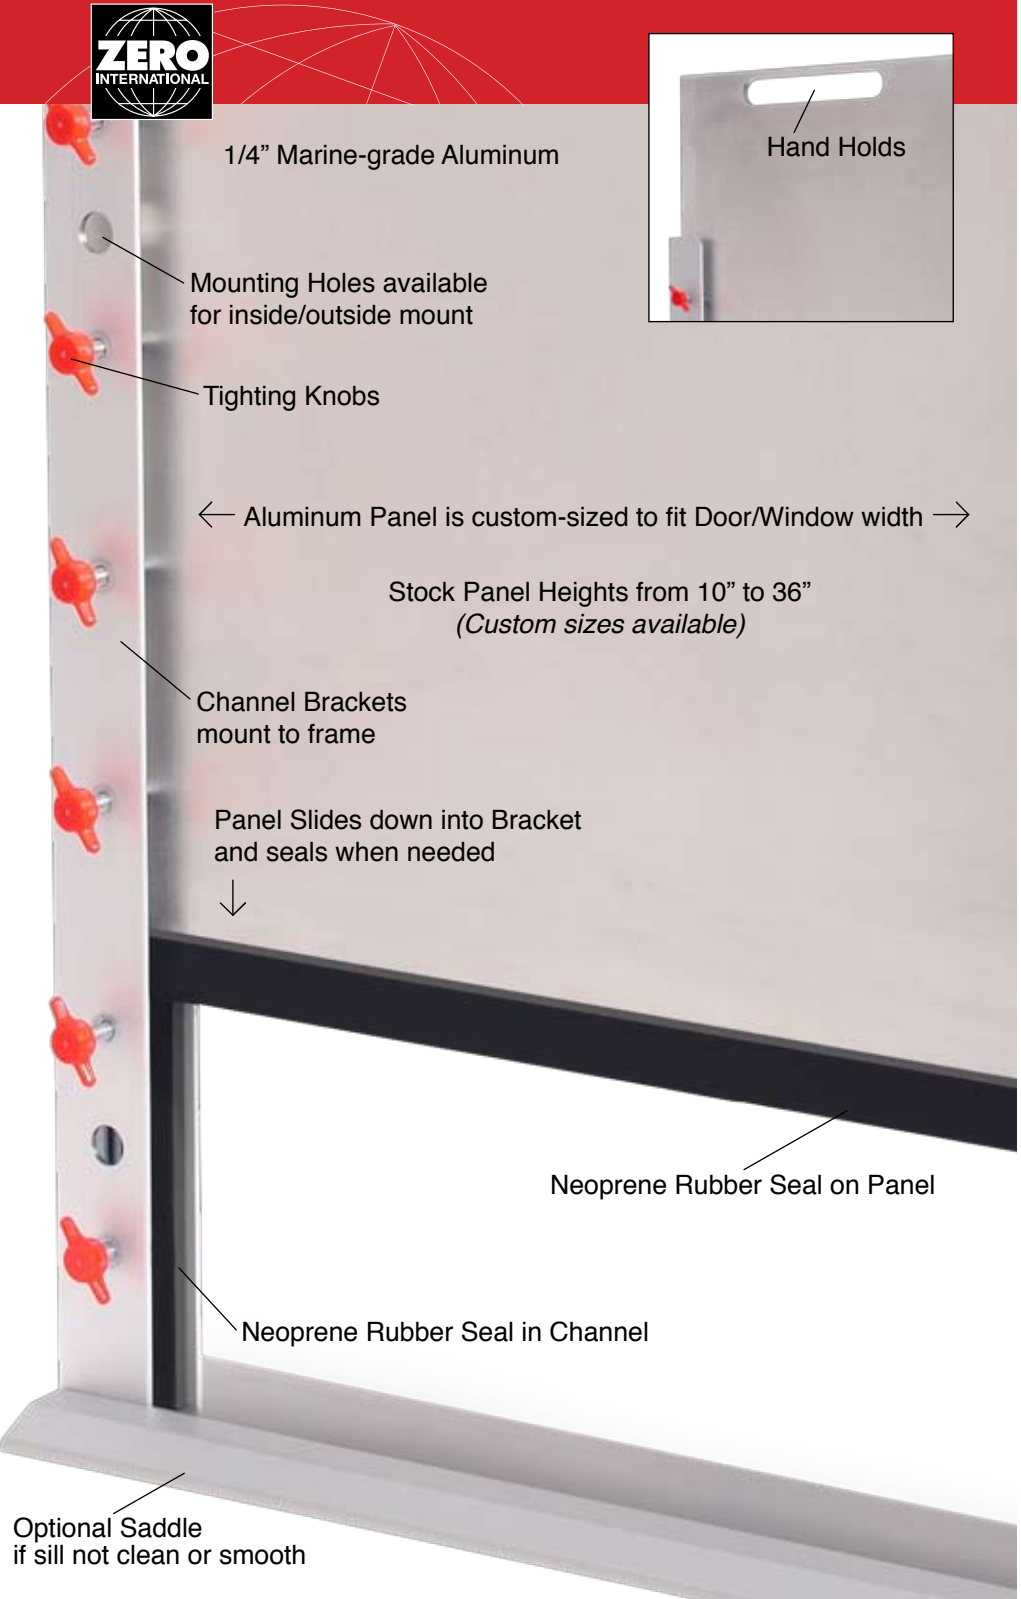 ZERO
INTERNATIONAL
Hand Holds
1/4” Marine-grade Aluminum
Mounting Holes available
for inside/outside mount
Tighting Knobs
Aluminum Panel is custom-sized to fit Door/Window width
Stock Panel Heights from 10” to 36”
(Custom sizes available)
Channel Brackets
mount to frame
Panel Slides down into Bracket
and seals when needed
Neoprene Rubber Seal on Panel
Neoprene Rubber Seal in Channel
Optional Saddle
if sill not clean or smooth